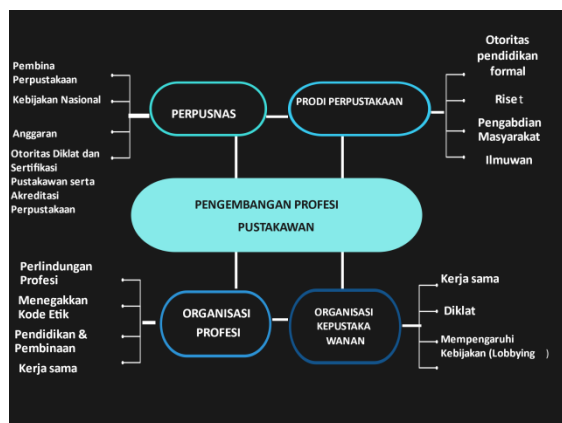 Pembina
Perpustakaan
Kebijakan Nasional
Anggaran
Otoritas Diklat dan
Sertifikasi
Pustakawan serta
Akreditasi
Perpustakaan
PERPUSNAS
PRODI PERPUSTAKAAN
Otoritas
pendidikan
formal
Riset
Pengabdian
Masyarakat
Ilmuwan
PENGEMBANGAN PROFESI
PUSTAKAWAN
Perlindungan
Profesi
Menegakkan
Kode Etik
Pendidikan &
Pembinaan
Kerja sama
ORGANISASI
PROFESI
ORGANISASI
KEPUSTAKA
WANAN
Kerja sama
Diklat
Mempengaruhi
Kebijakan (Lobbying )